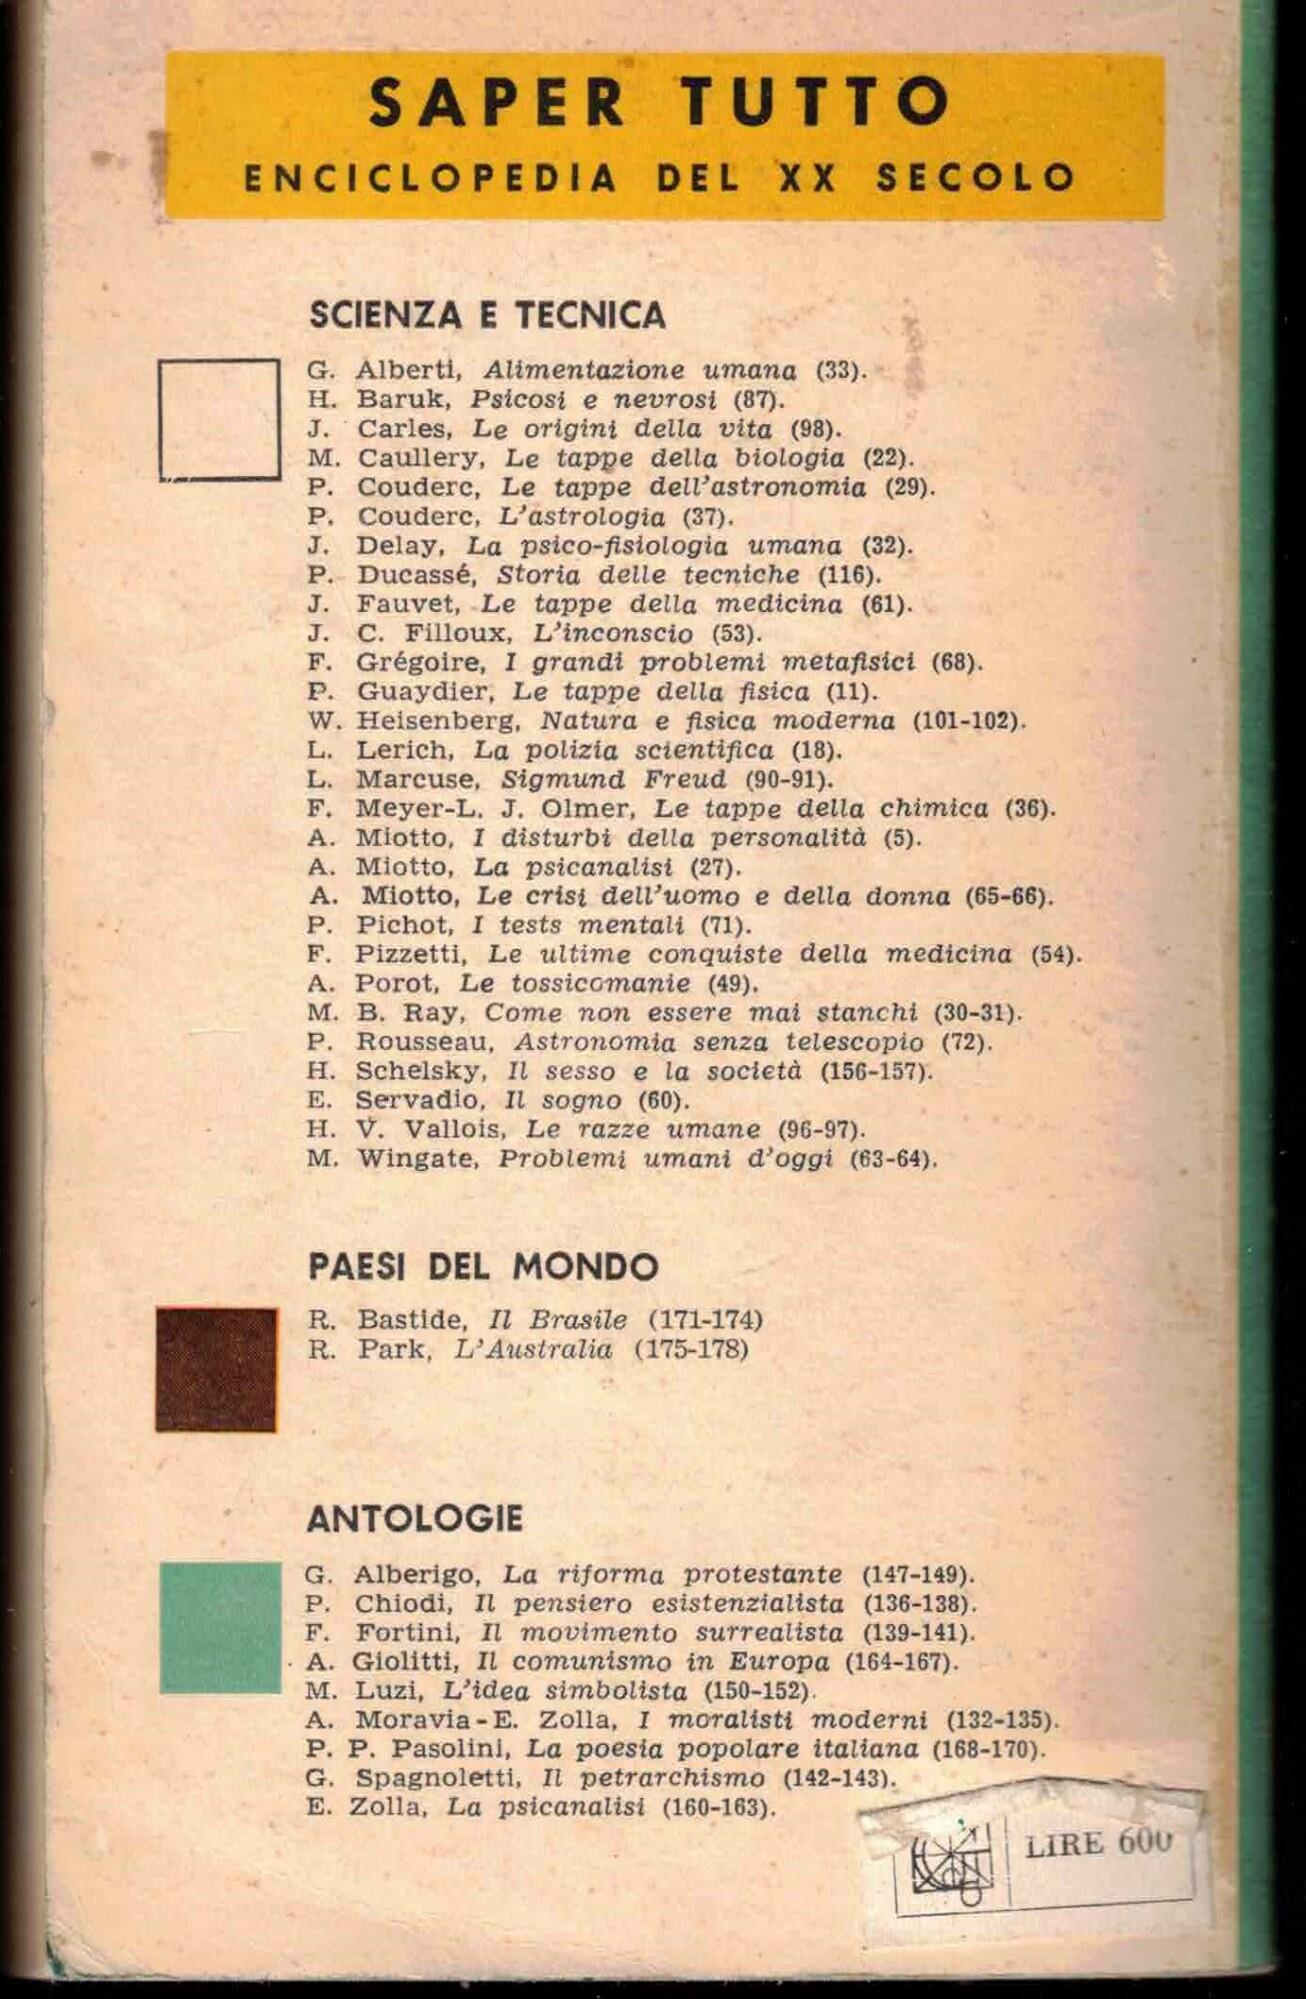 SAPER TUTTO
ENCICLOPEDIA DEL XX SECOLO
SCIENZA E TECNICA
G. Alberti, Alimentazione umana (33).
H. Baruk, Psicosi e nevrosi (87).
J. Carles, Le origini della vita (98).
M. Caullery, Le tappe della biologia (22).
P. Couderc, Le tappe dell'astronomia (29).
P. Couderc, L'astrologia (37).
J. Delay, La psico-fisiologia umana (32).
P. Ducassé, Storia delle tecniche (116).
J. Fauvet, Le tappe della medicina (61).
J. C. Filloux, L'inconscio (53).
F. Grégoire, I grandi problemi metafisici (68).
P. Guaydier, Le tappe della fisica (11).
W. Heisenberg, Natura e fisica moderna (101-102).
L. Lerich, La polizia scientifica (18).
L. Marcuse, Sigmund Freud (90-91).
F. Meyer-L. J. Olmer, Le tappe della chimica (36).
A. Miotto, I disturbi della personalità (5).
A. Miotto, La psicanalisi (27).
A. Miotto, Le crisi dell'uomo e della donna (65-66).
P. Pichot, I tests mentali (71).
F. Pizzetti, Le ultime conquiste della medicina (54).
A. Porot, Le tossicomanie (49).
M. B. Ray, Come non essere mai stanchi (30-31).
P. Rousseau, Astronomia senza telescopio (72).
H. Schelsky, Il sesso e la società (156-157).
E. Servadio, Il sogno (60).
H. V. Vallois, Le razze umane (96-97).
M. Wingate, Problemi umani d'oggi (63-64).
PAESI DEL MONDO
R. Bastide, Il Brasile (171-174)
R. Park, L'Australia (175-178)
ANTOLOGIE
G. Alberigo, La riforma protestante (147-149).
P. Chiodi, Il pensiero esistenzialista (136-138).
F. Fortini, Il movimento surrealista (139-141).
A. Giolitti, Il comunismo in Europa (164-167).
M. Luzi, L'idea simbolista (150-152).
A. Moravia-E. Zolla, I moralisti moderni (132-135).
P. P. Pasolini, La poesia popolare italiana (168-170).
G. Spagnoletti, Il petrarchismo (142-143).
E. Zolla, La psicanalisi (160-163).
LIRE 600